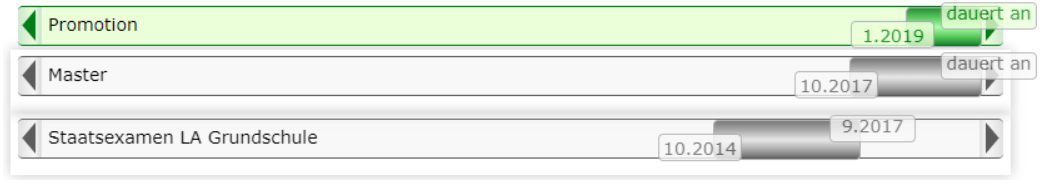 Promotion
1.2019
dauert an
Master
10.2017
dauert an
Staatsexamen LA Grundschule
10.2014
9.2017